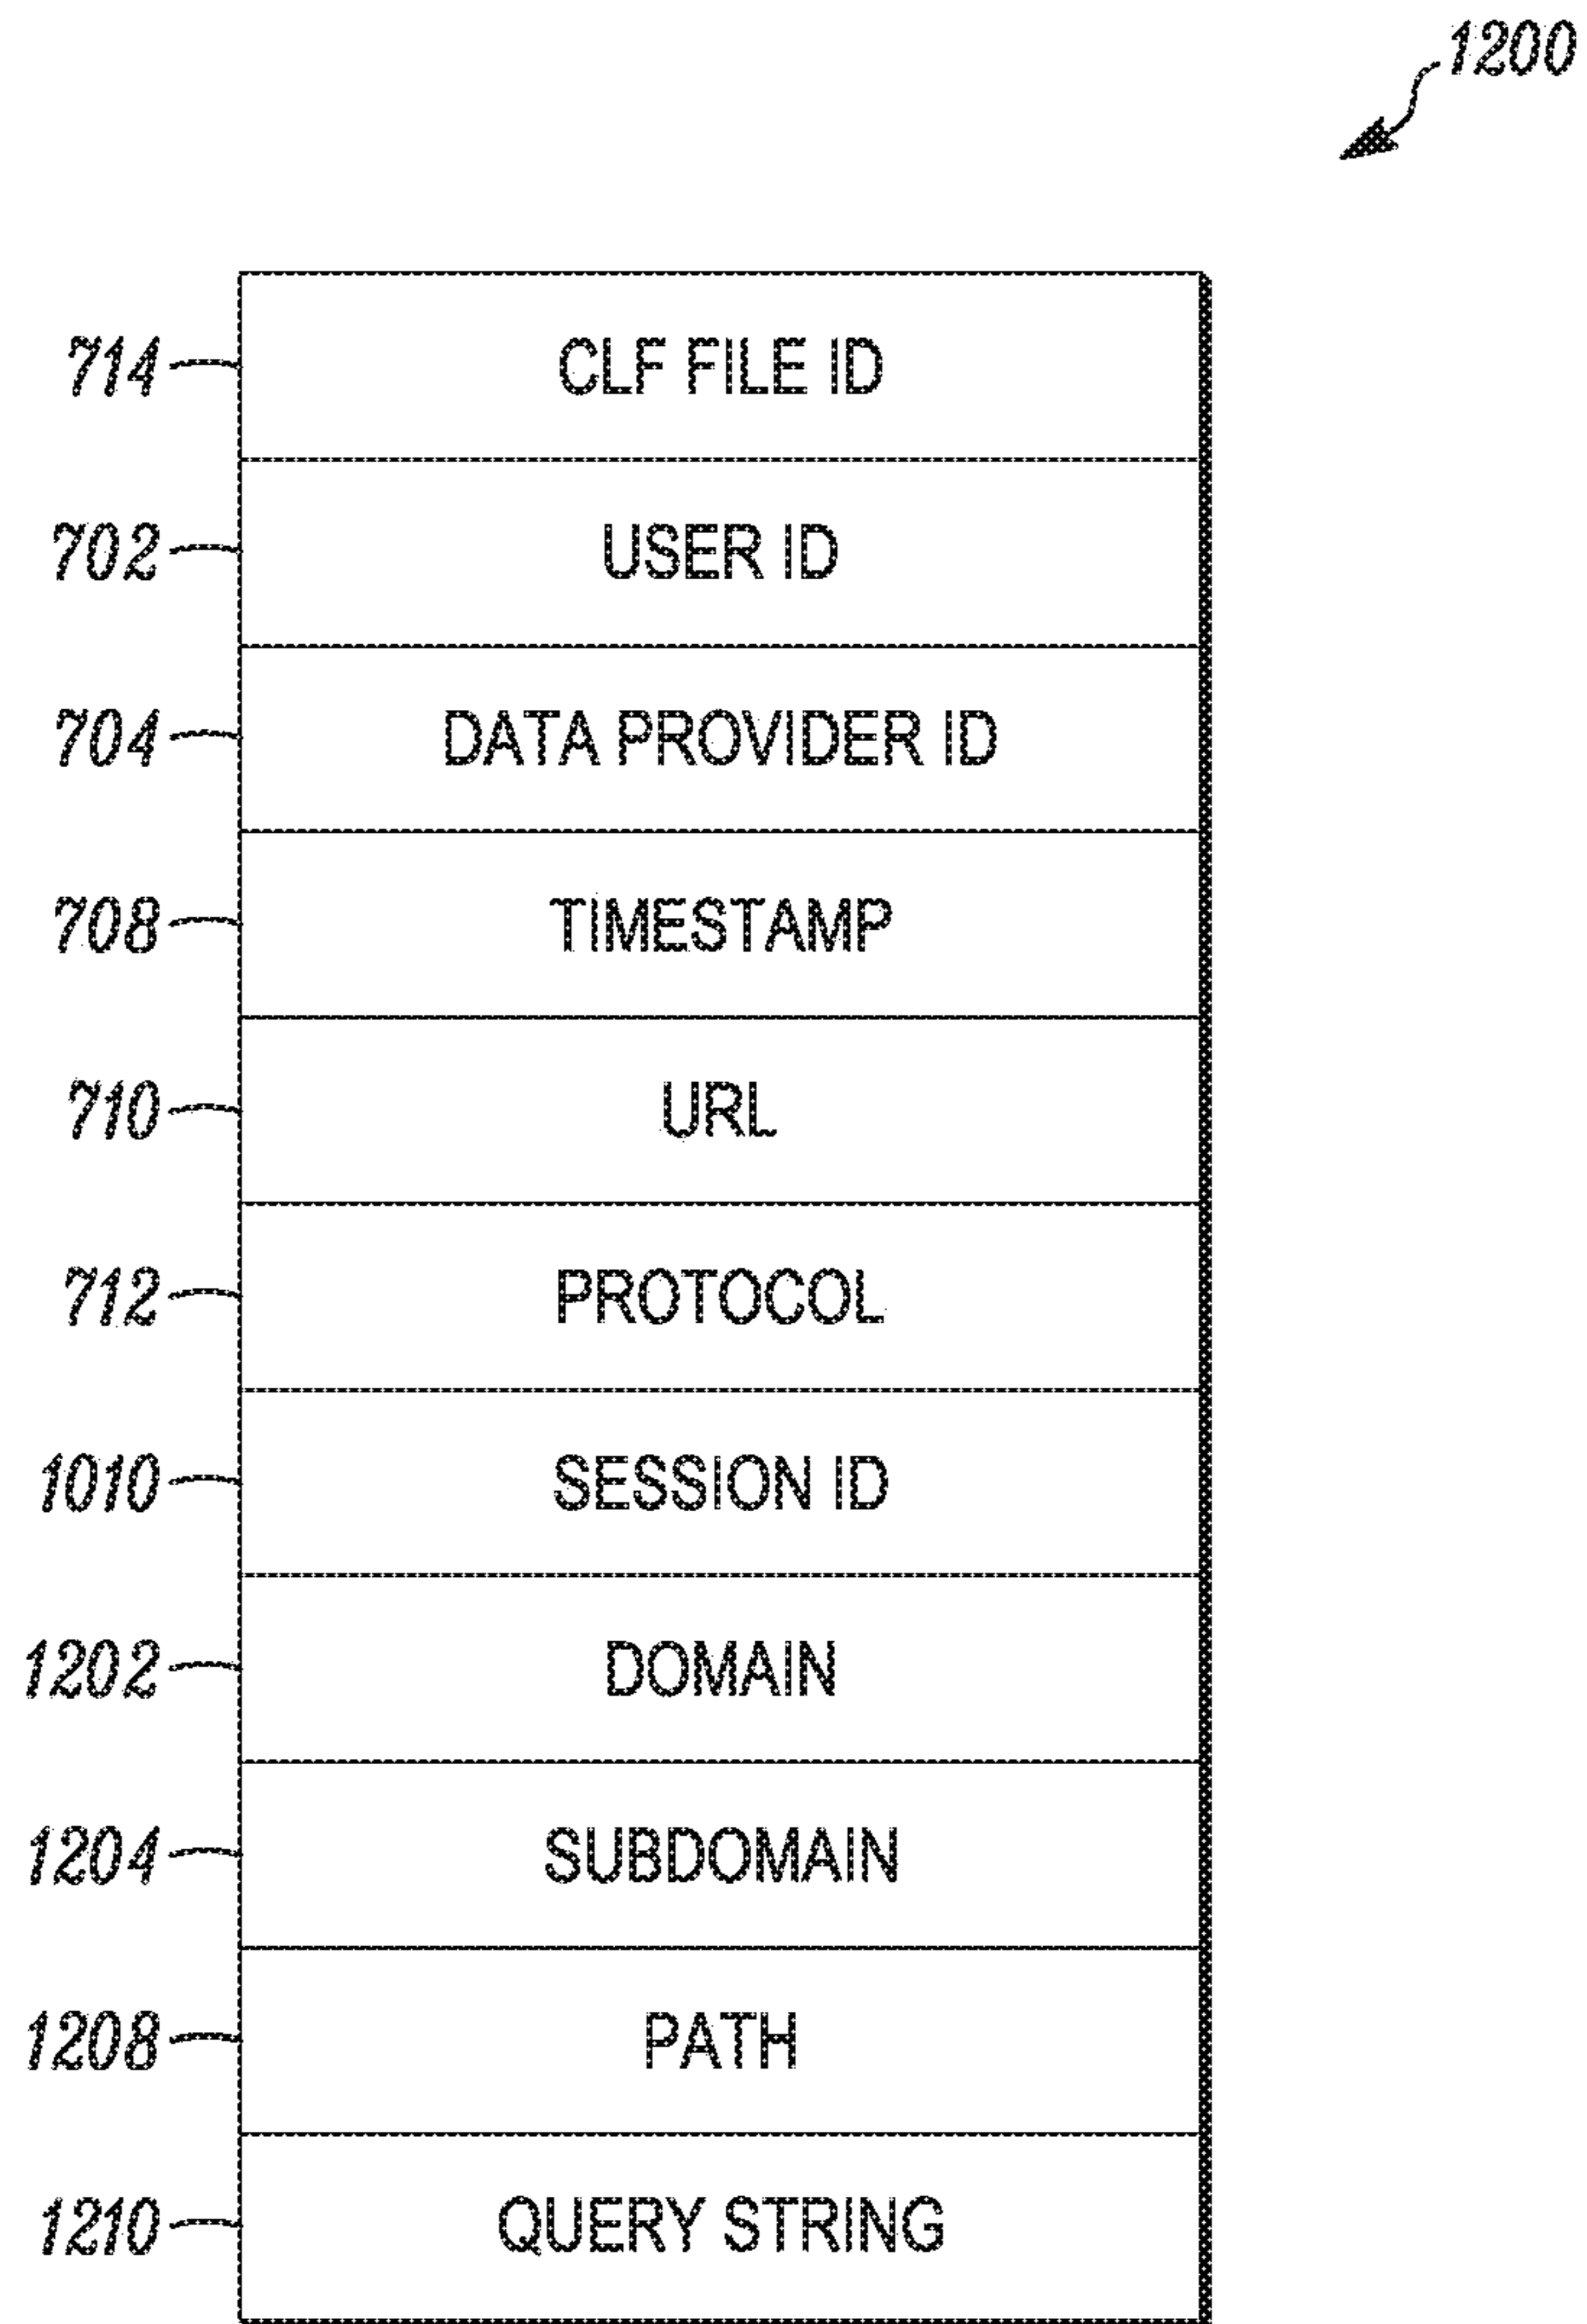 1200
714 CLF FILE ID
702 USER ID
704 DATA PROVIDER ID
708 TIMESTAMP
710 URL
712 PROTOCOL
1010 SESSION ID
1202 DOMAIN
1204 SUBDOMAIN
1208 PATH
1210 QUERY STRING